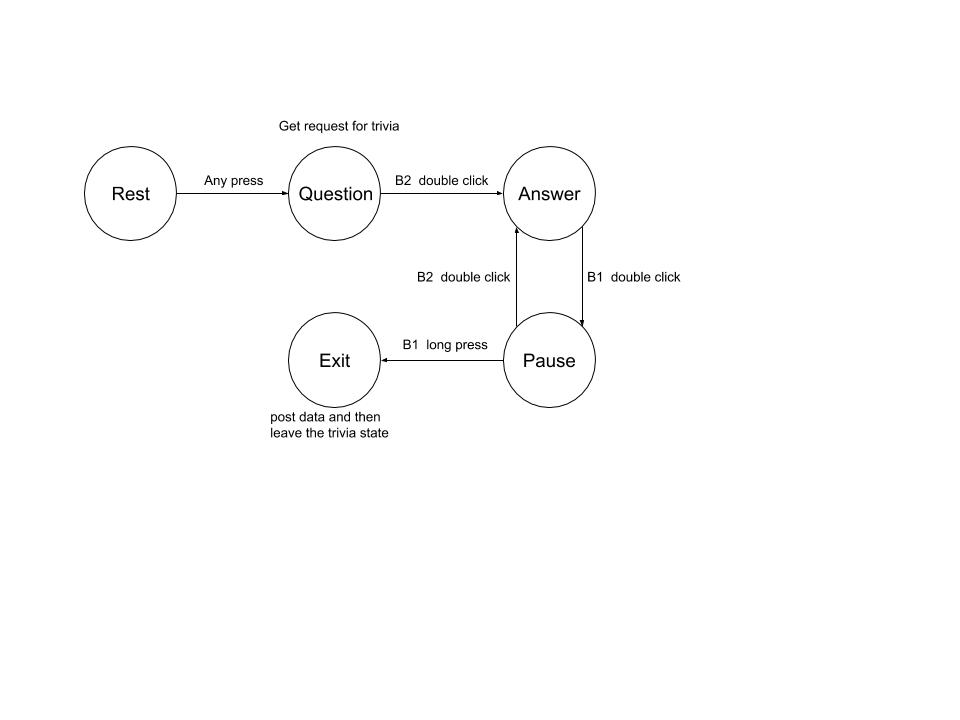 Get request for trivia
Rest
Any press
Question
B2 double click
Answer
B2 double click
B1 double click
Exit
B1 long press
Pause
post data and then
leave the trivia state